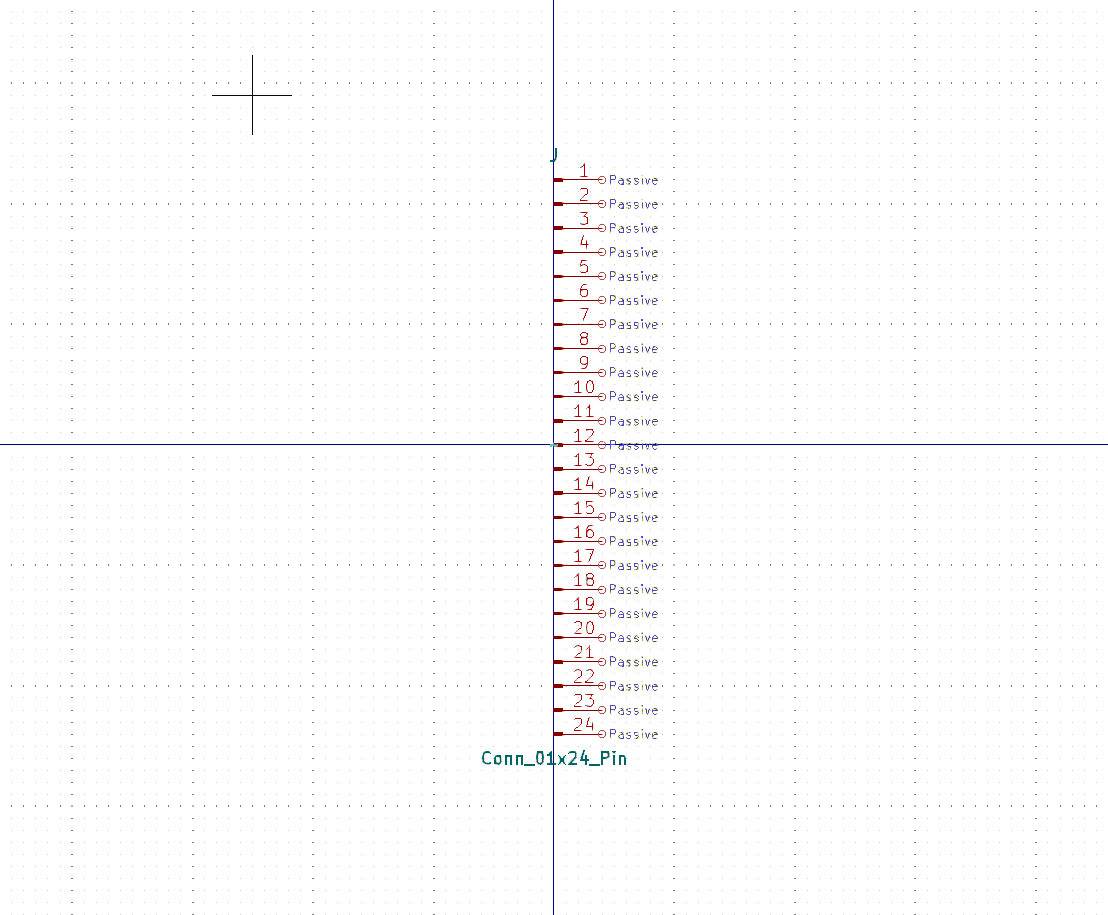 J
1 Passive
2 Passive
3 Passive
4 Passive
5 Passive
6 Passive
7 Passive
8 Passive
9 Passive
10 Passive
11 Passive
12 Passive
13 Passive
14 Passive
15 Passive
16 Passive
17 Passive
18 Passive
19 Passive
20 Passive
21 Passive
22 Passive
23 Passive
24 Passive
Conn_01x24_Pin